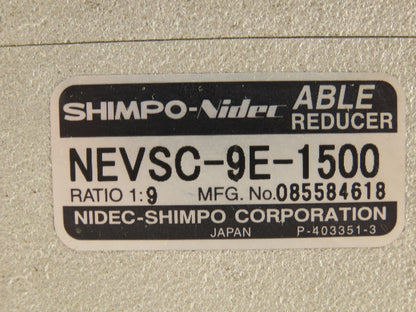 SHIMPO-Nidec ABLE
REDUCER
NEVSC-9E-1500
RATIO 1:9 MFG. No.085584618
NIDEC-SHIMPO CORPORATION
JAPAN P-403351-3